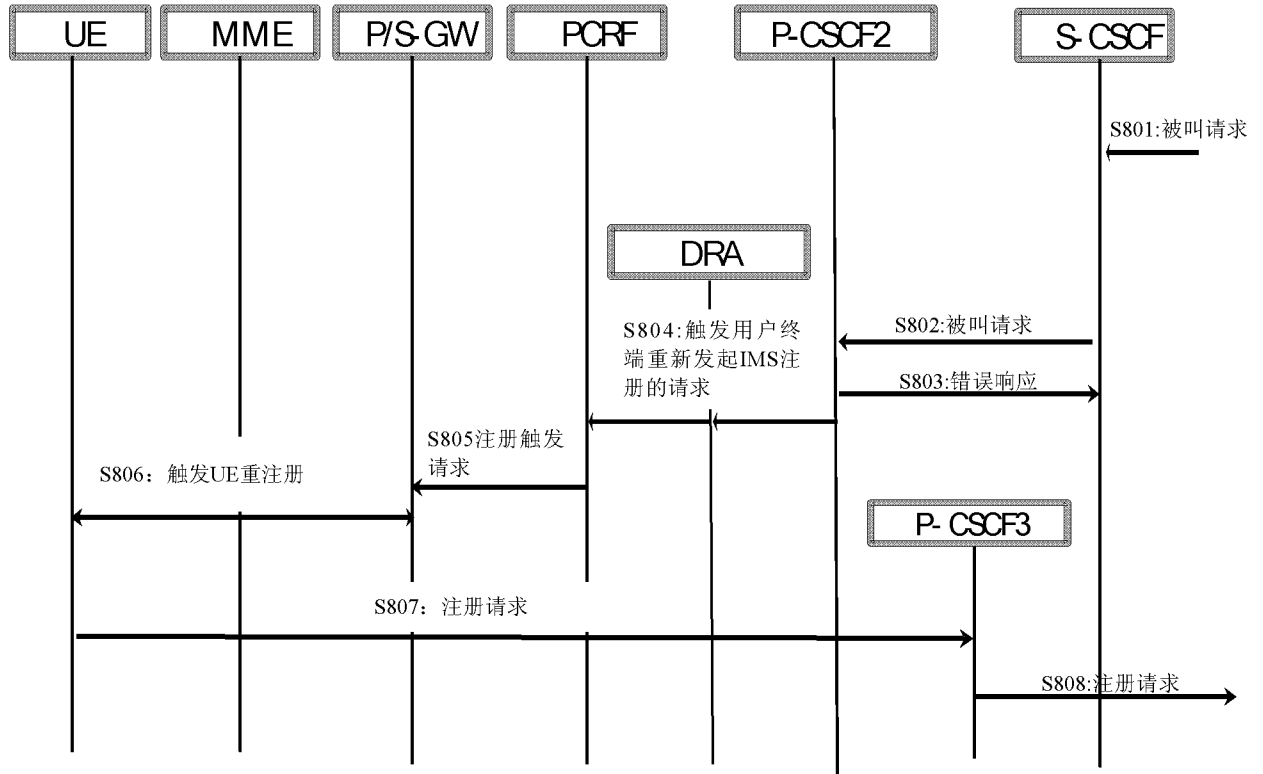 UE
MME
P/S-GW
PCRF
P-CSCF2
S-CSCF
S801:被叫请求
DRA
S802:被叫请求
S804:触发用户终
端重新发起IMS注
册的请求
S803:错误响应
S805注册触发
请求
S806：触发UE重注册
P-CSCF3
S807：注册请求
S808:注册请求